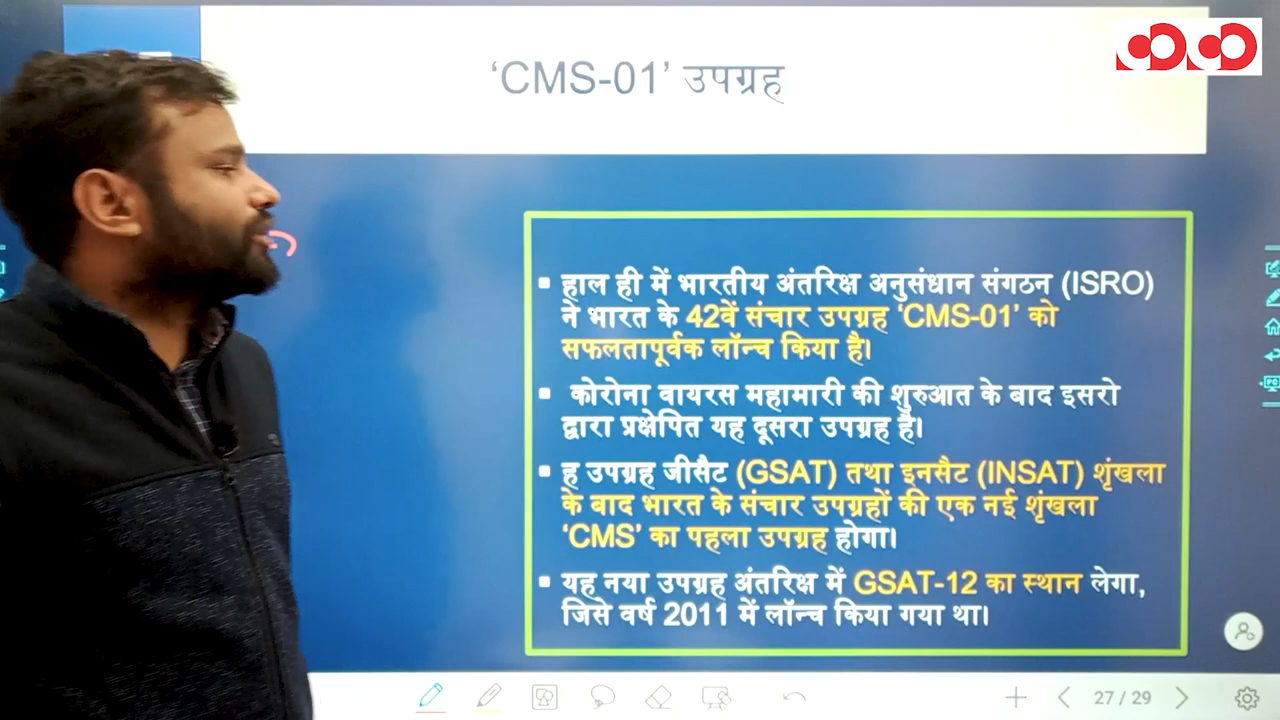 ‘CMS-01’ उपग्रह
▪ हाल ही में भारतीय अंतरिक्ष अनुसंधान संगठन (ISRO)
ने भारत के 42वें संचार उपग्रह ‘CMS-01’ को
सफलतापूर्वक लॉन्च किया है।
▪ कोरोना वायरस महामारी की शुरुआत के बाद इसरो
द्वारा प्रक्षेपित यह दूसरा उपग्रह है।
▪ ह उपग्रह जीसैट (GSAT) तथा इनसैट (INSAT) शृंखला
के बाद भारत के संचार उपग्रहों की एक नई शृंखला
‘CMS’ का पहला उपग्रह होगा।
▪ यह नया उपग्रह अंतरिक्ष में GSAT-12 का स्थान लेगा,
जिसे वर्ष 2011 में लॉन्च किया गया था।
27 / 29